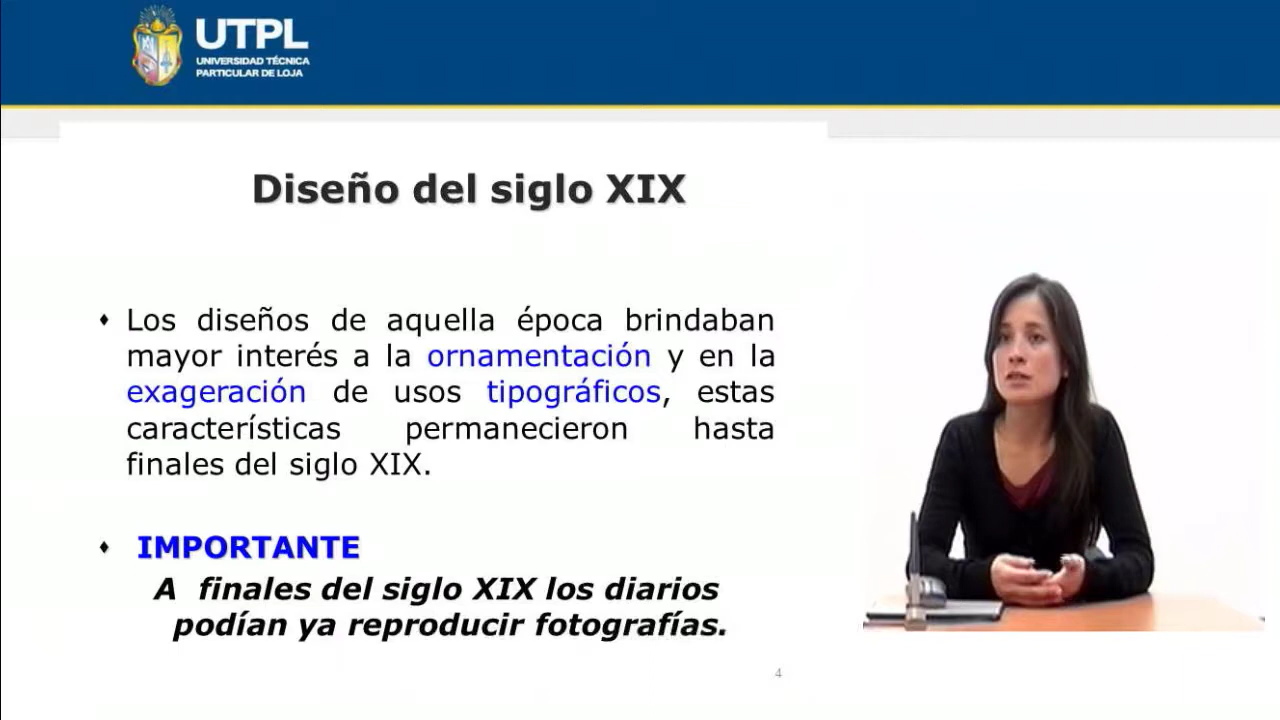 UTPL
UNIVERSIDAD TÉCNICA
PARTICULAR DE LOJA
Diseño del siglo XIX
Los diseños de aquella época brindaban
mayor interés a la ornamentación y en la
exageración de usos tipográficos, estas
características permanecieron hasta
finales del siglo XIX.
IMPORTANTE
A finales del siglo XIX los diarios
podían ya reproducir fotografías.
4